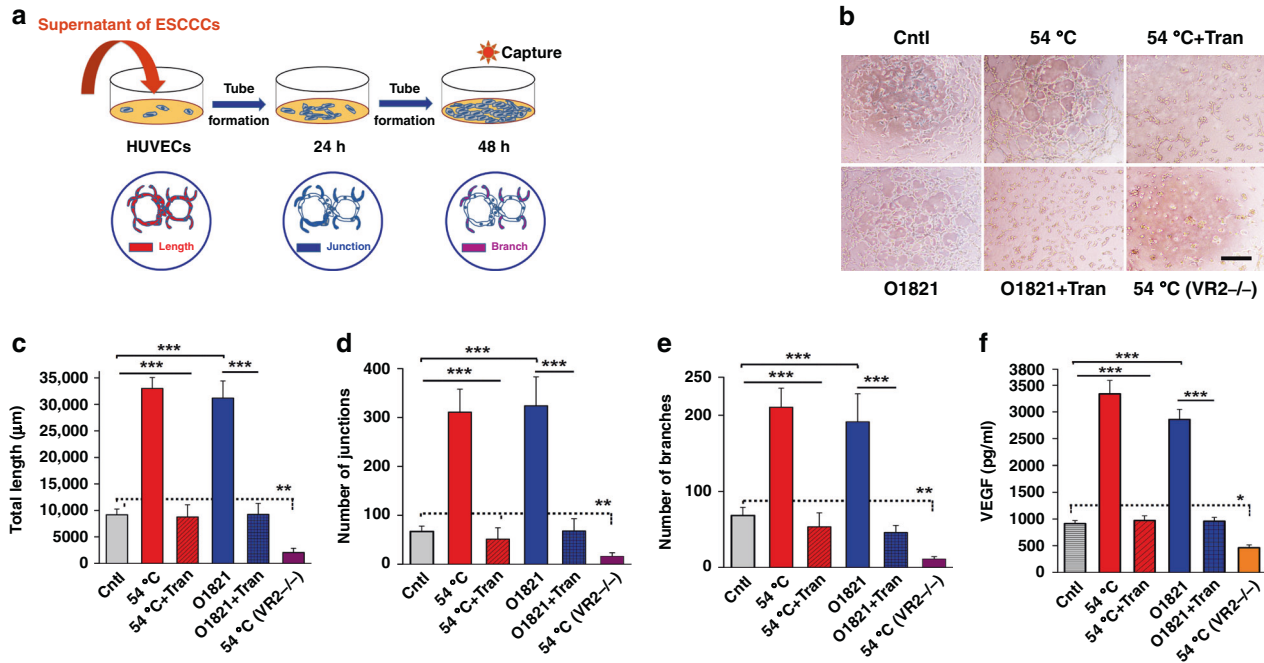 a
Supernatant of ESCCCs
Capture
Tube
formation
Tube
formation
HUVECs
24 h
48 h
Length
Junction
Branch
b
Cntl
54 °C
54 °C+Tran
O1821
O1821+Tran
54 °C (VR2–/–)
c
Total length (μm)
35,000
30,000
25,000
20,000
15,000
10,000
5000
0
***
***
***
**
Cntl
54 °C
54 °C+Tran
O1821
O1821+Tran
54 °C (VR2–/–)
d
Number of junctions
400
300
200
100
0
***
***
***
**
Cntl
54 °C
54 °C+Tran
O1821
O1821+Tran
54 °C (VR2–/–)
e
Number of branches
250
200
150
100
50
0
***
***
***
**
Cntl
54 °C
54 °C+Tran
O1821
O1821+Tran
54 °C (VR2–/–)
f
VEGF (pg/ml)
3800
3500
3000
2500
2000
1500
1000
500
0
***
***
***
*
Cntl
54 °C
54 °C+Tran
O1821
O1821+Tran
54 °C (VR2–/–)